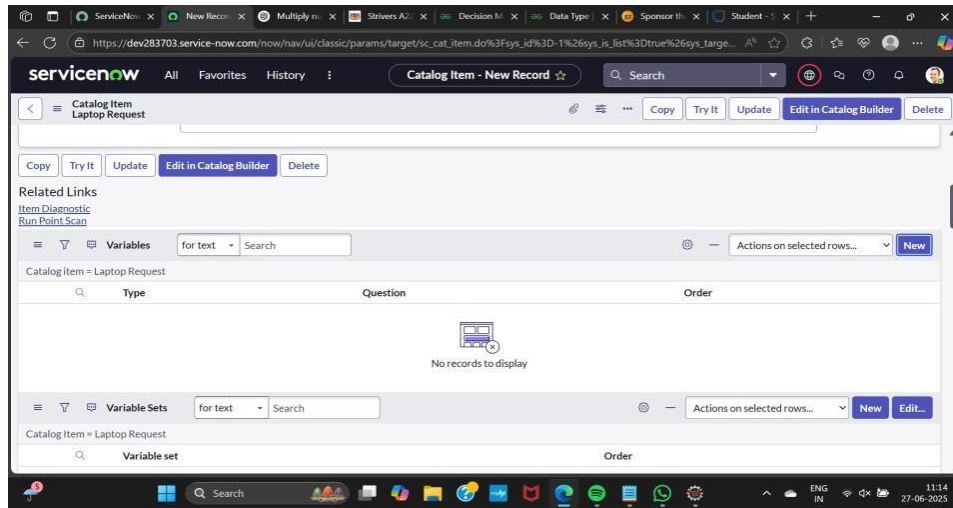 ServiceNov
New Recor
Multiply nu
Strivers A2
Decision M
Data Type
Sponsor th
Student - S
https://dev283703.service-now.com/now/nav/ui/classic/params/target/sc_cat_item.do%3Fsys_id%3D-1%26sys_is_list%3Dtrue%26sys_targe...
servicenow All Favorites History Catalog Item - New Record Search
Catalog Item
Laptop Request
Copy Try It Update Edit in Catalog Builder Delete
Copy Try It Update Edit in Catalog Builder Delete
Related Links
Item Diagnostic
Run Point Scan
Variables for text Search Actions on selected rows... New
Catalog item = Laptop Request
Type Question Order
No records to display
Variable Sets for text Search Actions on selected rows... New Edit...
Catalog Item = Laptop Request
Variable set Order
5 Search ENG 11:14
IN 27-06-2025